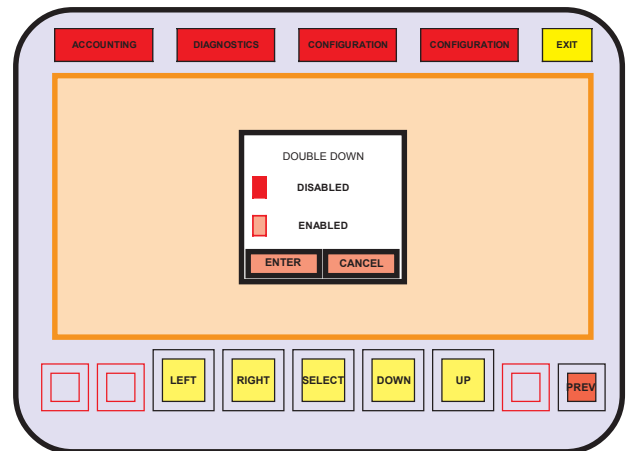 ACCOUNTING DIAGNOSTICS CONFIGURATION CONFIGURATION EXIT
DOUBLE DOWN
DISABLED
ENABLED
ENTER CANCEL
LEFT RIGHT SELECT DOWN UP PREV